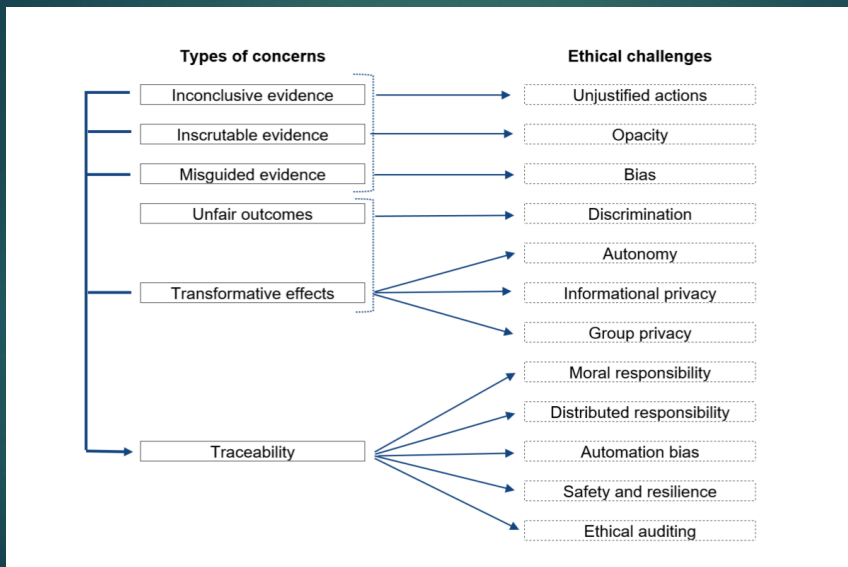 Types of concerns
Ethical challenges
Inconclusive evidence
Unjustified actions
Inscrutable evidence
Opacity
Misguided evidence
Bias
Unfair outcomes
Discrimination
Autonomy
Transformative effects
Informational privacy
Group privacy
Moral responsibility
Distributed responsibility
Traceability
Automation bias
Safety and resilience
Ethical auditing